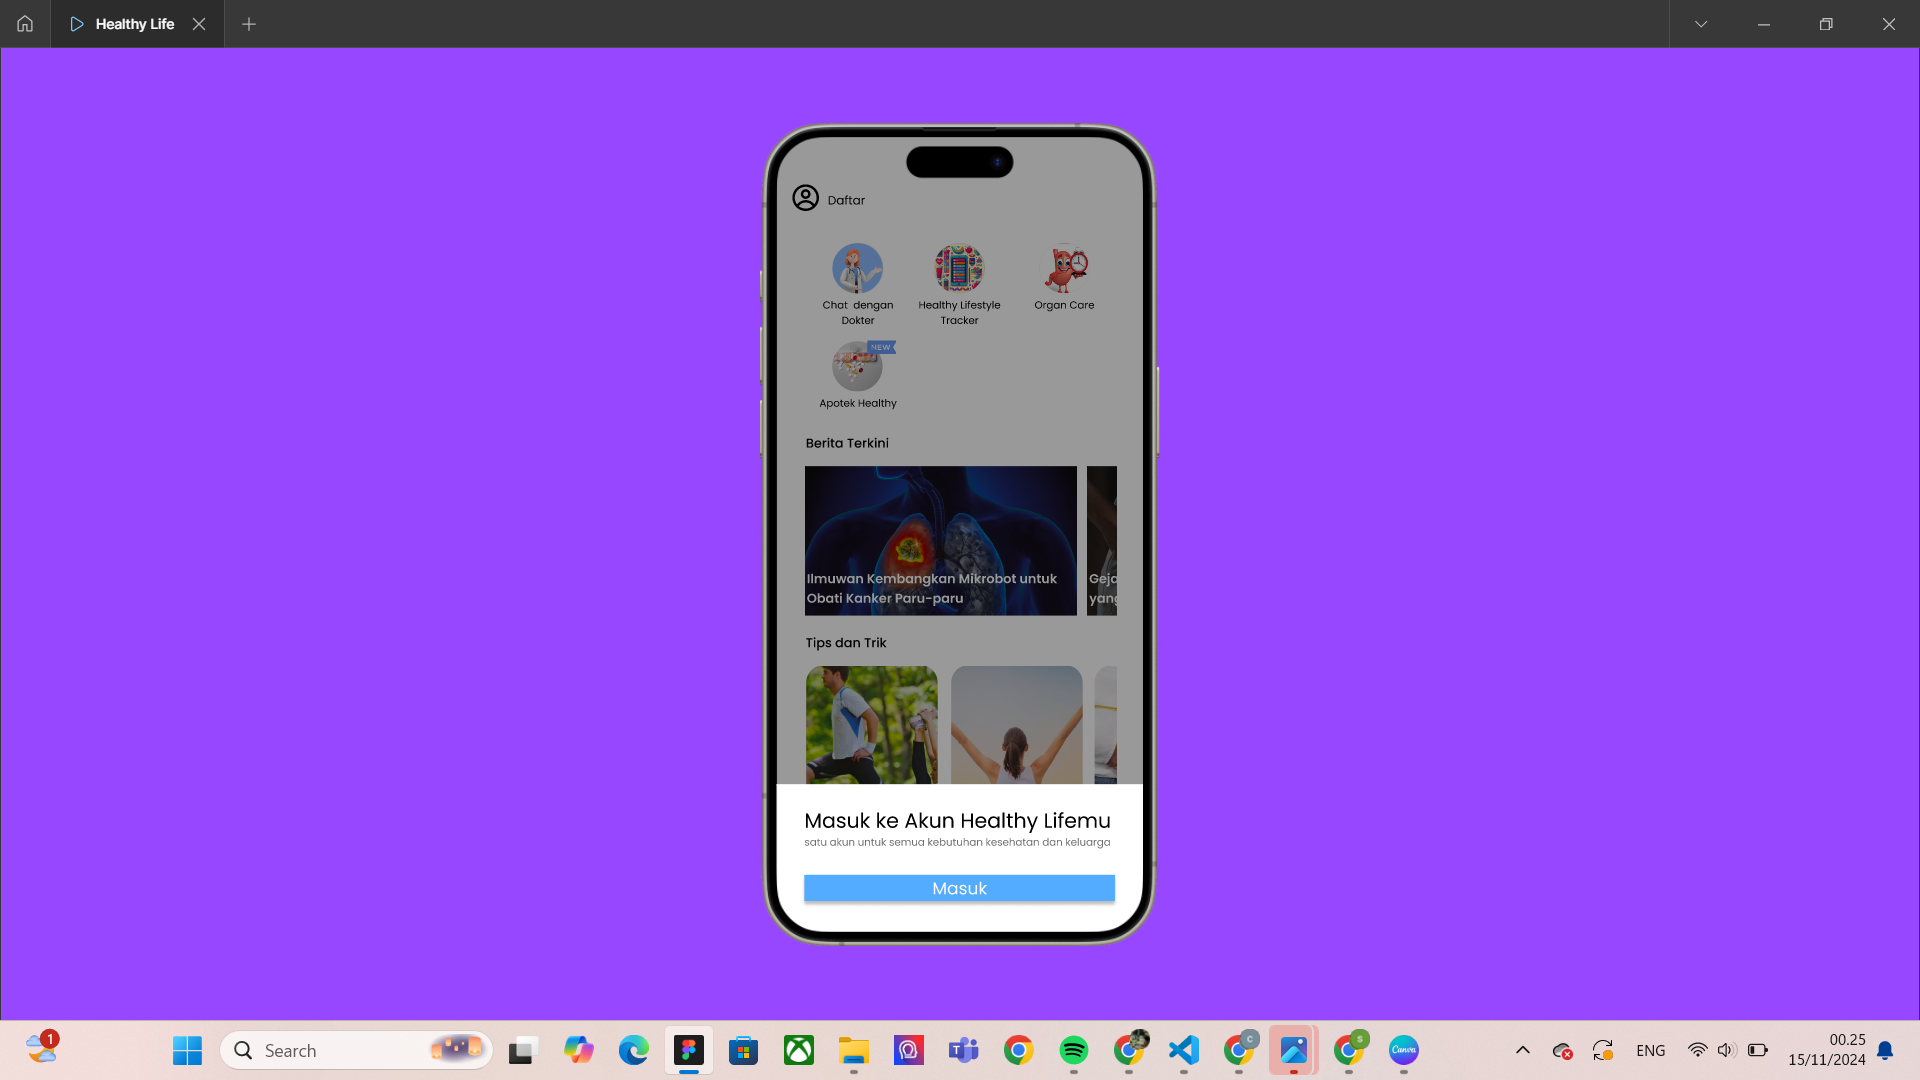 Healthy Life
Daftar
Chat dengan
Dokter
Healthy Lifestyle
Tracker
Organ Care
NEW
Apotek Healthy
Berita Terkini
Ilmuwan Kembangkan Mikrobot untuk
Obati Kanker Paru-paru
Geja
yang
Tips dan Trik
Masuk ke Akun Healthy Lifemu
satu akun untuk semua kebutuhan kesehatan dan keluarga
Masuk
1
Search
C
S
Canva
ENG
00.25
15/11/2024